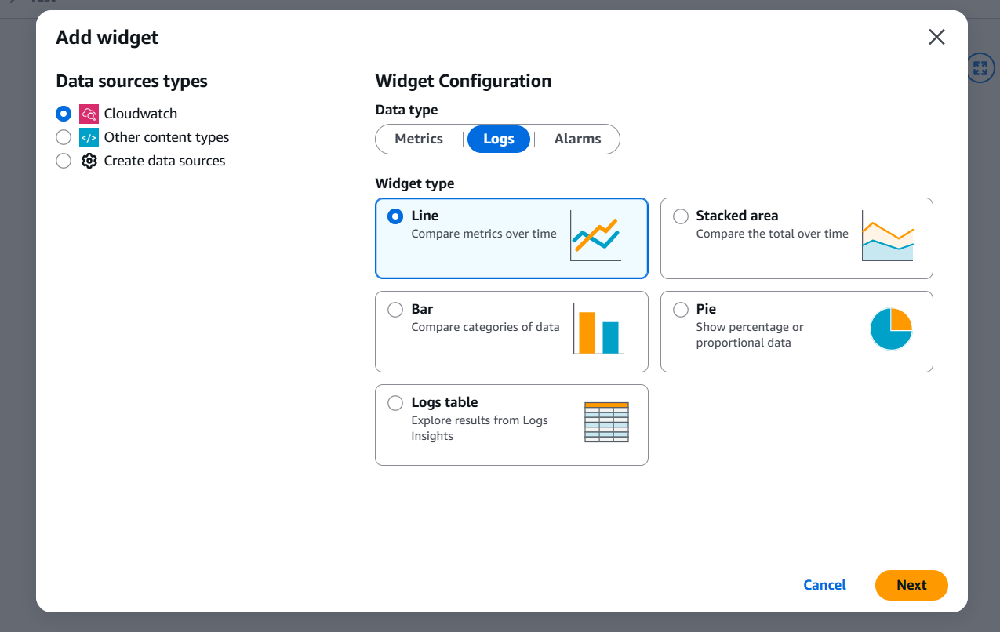 Add widget
Data sources types
Cloudwatch
</> Other content types
Create data sources
Widget Configuration
Data type
Metrics Logs Alarms
Widget type
Line
Compare metrics over time
Stacked area
Compare the total over time
Bar
Compare categories of data
Pie
Show percentage or
proportional data
Logs table
Explore results from Logs
Insights
Cancel Next